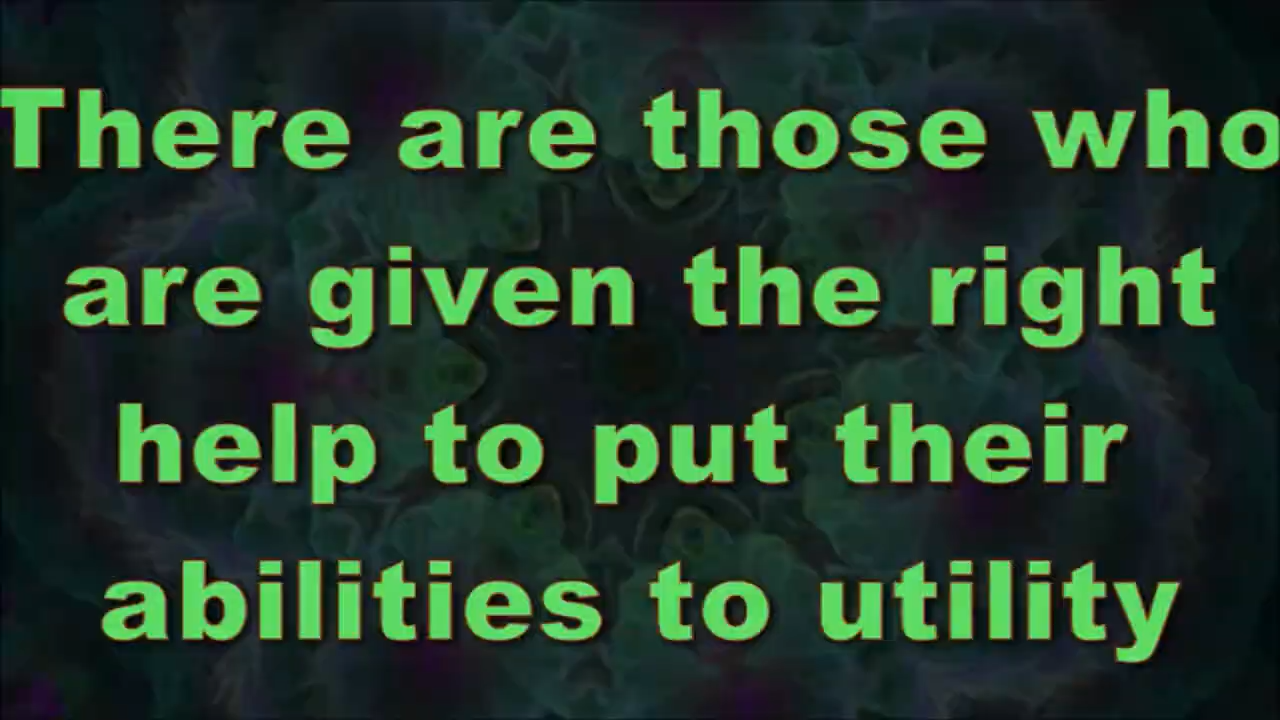 There are those who
are given the right
help to put their
abilities to utility